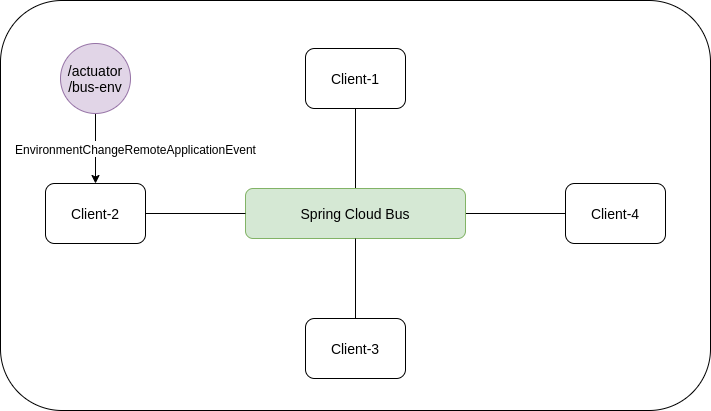 /actuator
/bus-env
Client-1
EnvironmentChangeRemoteApplicationEvent
Client-2
Spring Cloud Bus
Client-4
Client-3